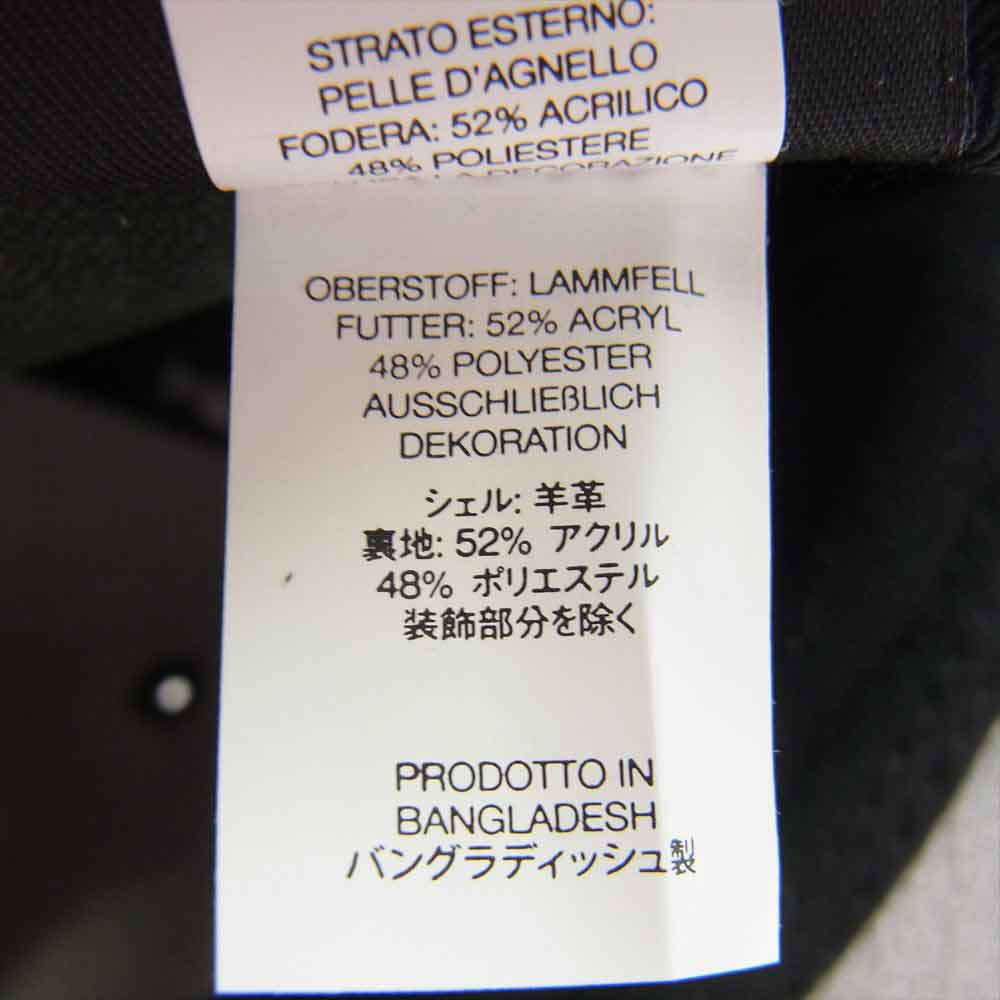 STRATO ESTERNO:
PELLE D'AGNELLO
FODERA: 52% ACRILICO
48% POLIESTERE
LA DECORAZIONE
OBERSTOFF: LAMMFELL
FUTTER: 52% ACRYL
48% POLYESTER
AUSSCHLIEßLICH
DEKORATION
シェル: 羊革
裏地: 52% アクリル
48% ポリエステル
装飾部分を除く
PRODOTTO IN
BANGLADESH
バングラディッシュ製